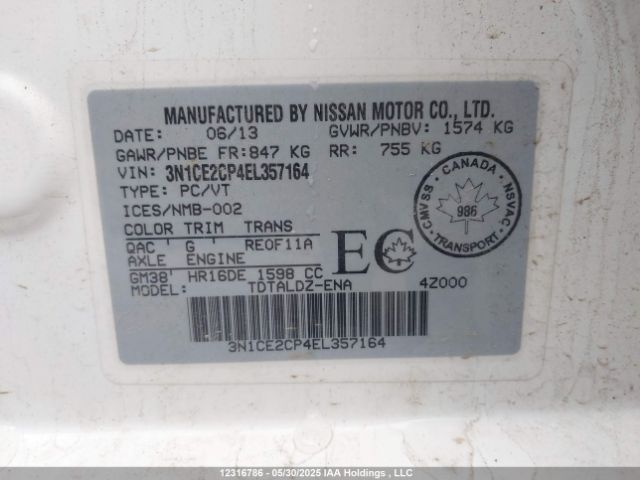 MANUFACTURED BY NISSAN MOTOR CO., LTD.
DATE: 06/13 GVWR/PNBV: 1574 KG
GAWR/PNBE FR: 847 KG RR: 755 KG
VIN: 3N1CE2CP4EL357164
TYPE: PC/VT
ICES/NMB-002
COLOR TRIM TRANS
QAC G RE0F11A
AXLE ENGINE
GM38 HR16DE 1598 CC
MODEL: TDTALDZ-ENA 4Z000
EC
CANADA
CMVSS 986 NSVAC
TRANSPORT
3N1CE2CP4EL357164
12316786 - 05/30/2025 IAA Holdings , LLC